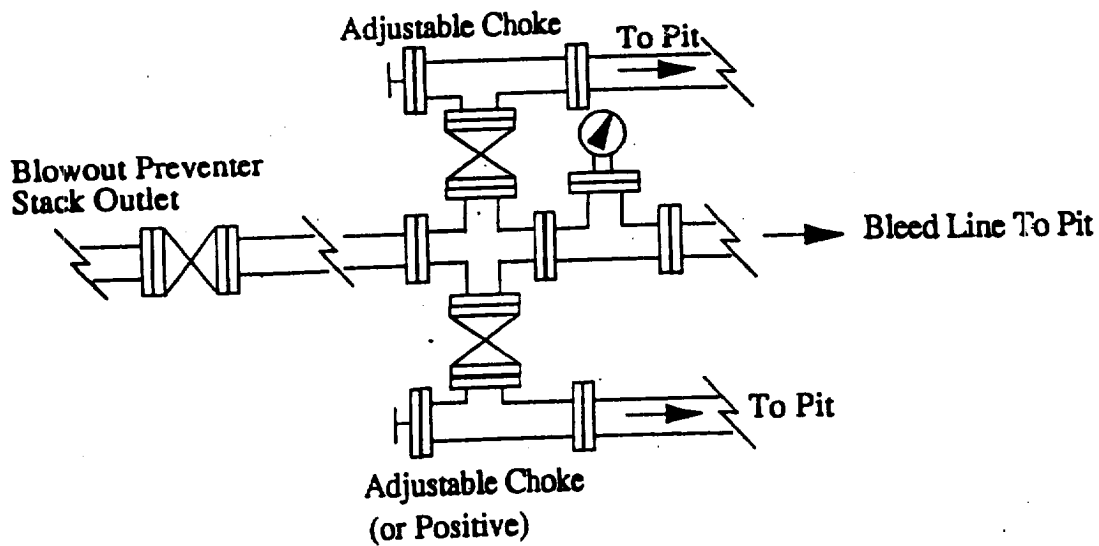 Adjustable Choke
To Pit
Blowout Preventer
Stack Outlet
Bleed Line To Pit
To Pit
Adjustable Choke
(or Positive)